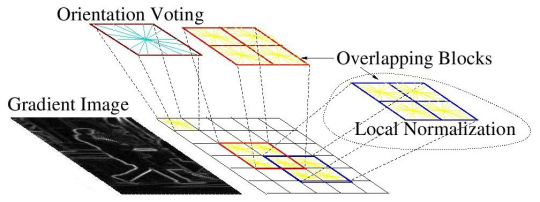 Orientation Voting
Overlapping Blocks
Gradient Image
Local Normalization